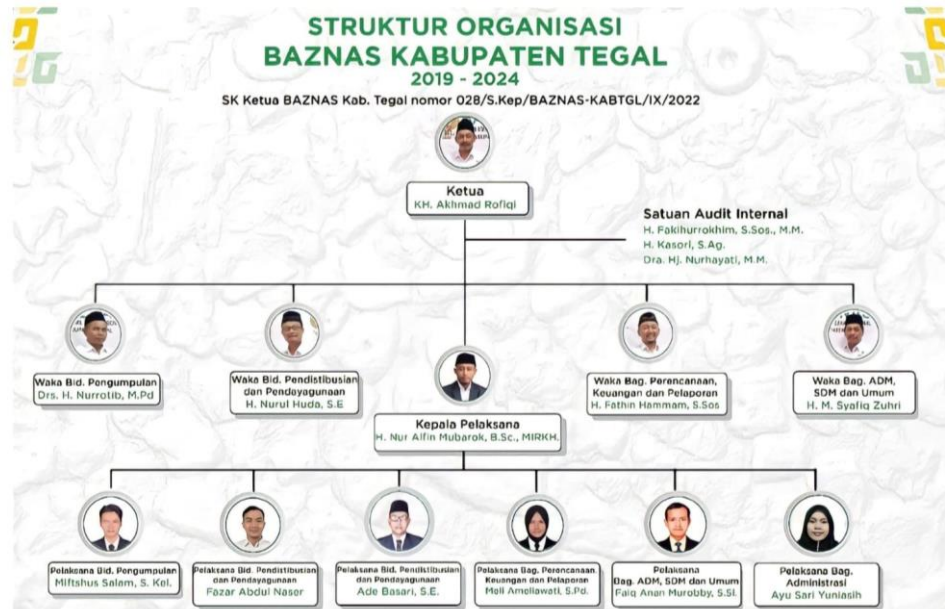 STRUKTUR ORGANISASI
BAZNAS KABUPATEN TEGAL
2019 - 2024
SK Ketua BAZNAS Kab. Tegal nomor 028/S.Kep/BAZNAS-KABTGL/IX/2022
Ketua
KH. Akhmad Rofiqi
Satuan Audit Internal
H. Fakihurrokhim, S.Sos., M.M.
H. Kasori, S.Ag.
Dra. Hj. Nurhayati, M.M.
Waka Bid. Pengumpulan
Drs. H. Nurrotib, M.Pd
Waka Bid. Pendistibusian
dan Pendayagunaan
H. Nurul Huda, S.E
Waka Bag. Perencanaan,
Keuangan dan Pelaporan
H. Fathin Hammam, S.Sos
Waka Bag. ADM,
SDM dan Umum
H. M. Syafiq Zuhri
Kepala Pelaksana
H. Nur Alfin Mubarok, B.Sc., MIRKH.
Pelaksana Bid. Pengumpulan
Miftshus Salam, S. Kel.
Pelaksana Bid. Pendistibusian
dan Pendayagunaan
Fazar Abdul Naser
Pelaksana Bid. Pendistibusian
dan Pendayagunaan
Ade Basari, S.E.
Pelaksana Bag. Perencanaan,
Keuangan dan Pelaporan
Meli Ameliawati, S.Pd.
Pelaksana
Bag. ADM, SDM dan Umum
Faiq Anan Murobby, S.SI.
Pelaksana Bag.
Administrasi
Ayu Sari Yuniasih